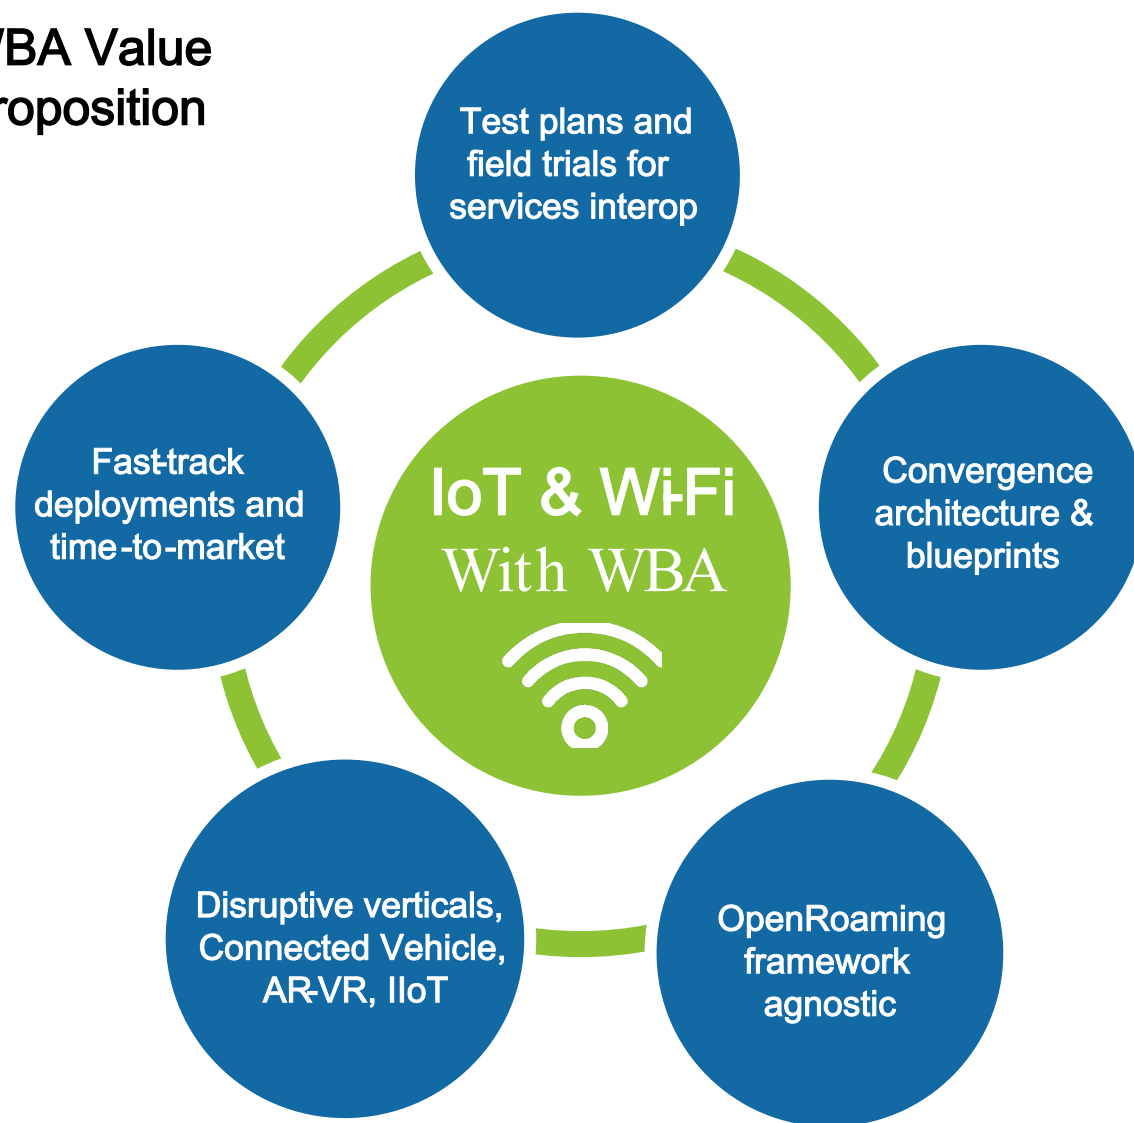 WBA Value
roposition
Test plans and
field trials for
services interop
Fast-track
deployments and
time-to-market
IoT & Wi-Fi
With WBA
Convergence
architecture &
blueprints
Disruptive verticals,
Connected Vehicle,
AR-VR, IIoT
OpenRoaming
framework
agnostic